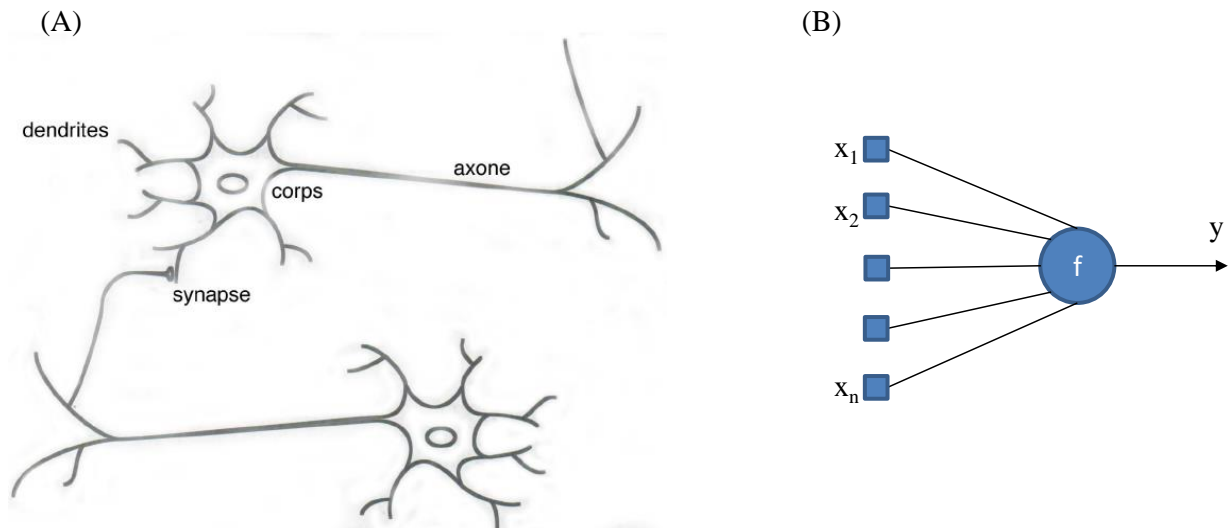 (A)
dendrites
axone
corps
synapse
(B)
x1
x2
xn
f
y